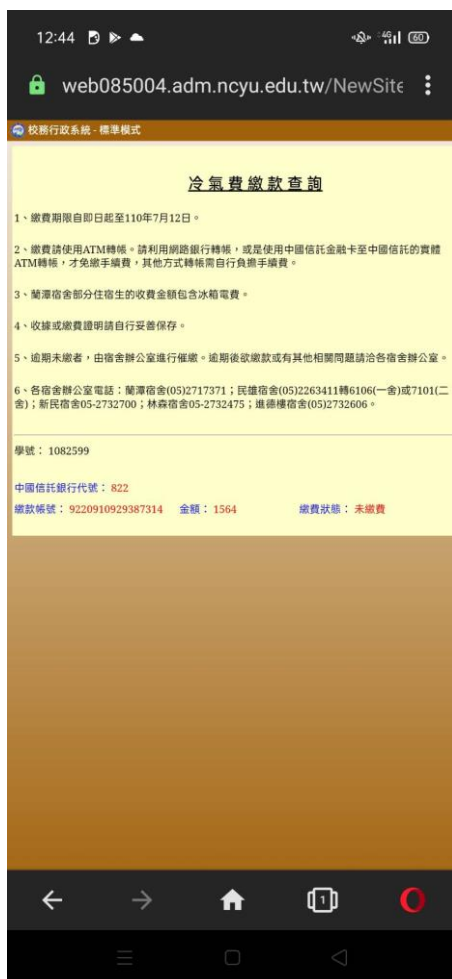 12:44
46
60
web085004.adm.ncyu.edu.tw/NewSite
校務行政系統 - 標準模式
冷氣費繳款查詢
1、繳費期限自即日起至110年7月12日。
2、繳費請使用ATM轉帳。請利用網路銀行轉帳，或是使用中國信託金融卡至中國信託的實體
ATM轉帳，才免繳手續費，其他方式轉帳需自行負擔手續費。
3、蘭潭宿舍部分住宿生的收費金額包含冰箱電費。
4、收據或繳費證明請自行妥善保存。
5、逾期未繳者，由宿舍辦公室進行催繳。逾期後欲繳款或有其他相關問題請洽各宿舍辦公室。
6、各宿舍辦公室電話：蘭潭宿舍(05)2717371；民雄宿舍(05)2263411轉6106(一舍)或7101(二
舍)；新民宿舍05-2732700；林森宿舍05-2732475；進德樓宿舍(05)2732606。
學號： 1082599
中國信託銀行代號： 822
繳款帳號： 9220910929387314 金額： 1564 繳費狀態： 未繳費
1